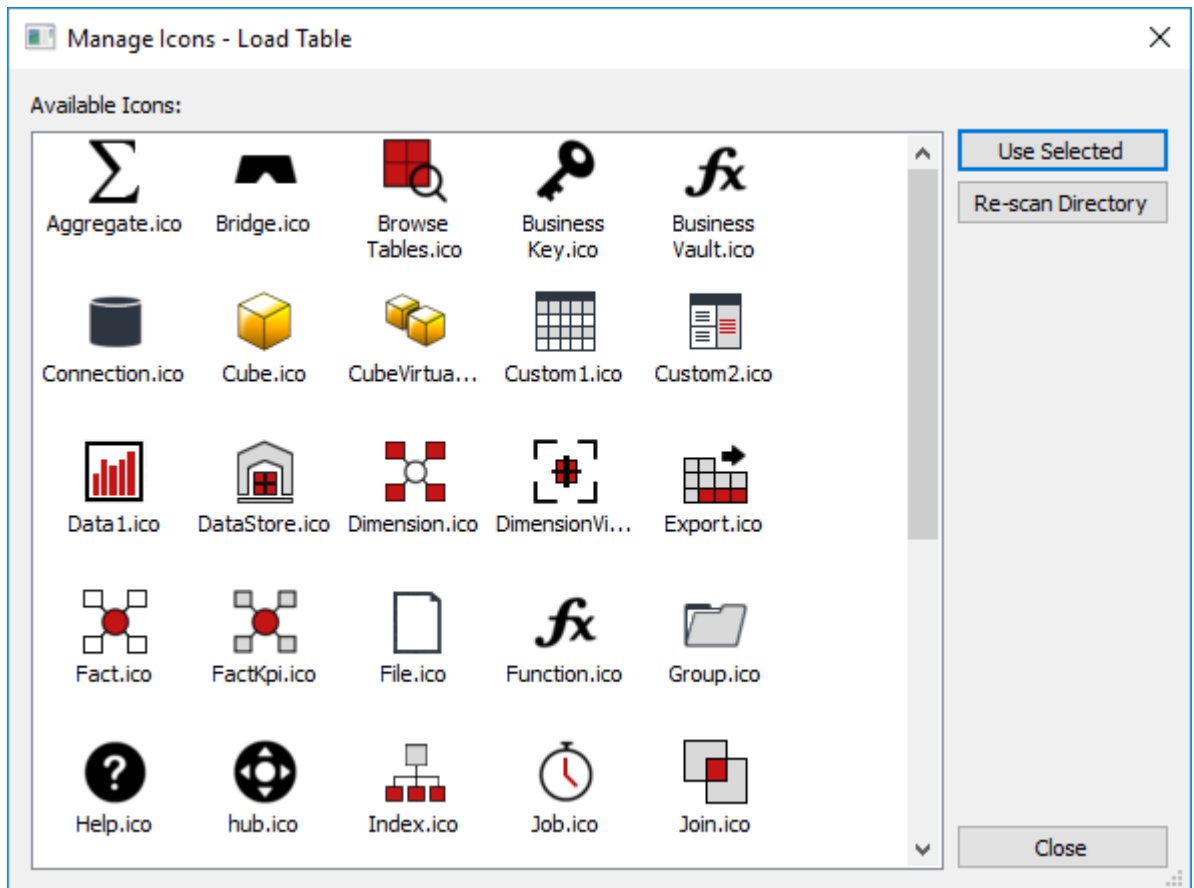 Manage Icons - Load Table
Available Icons:
Use Selected
Re-scan Directory
Aggregate.ico
Bridge.ico
Browse
Tables.ico
Business
Key.ico
Business
Vault.ico
Connection.ico
Cube.ico
CubeVirtua...
Custom1.ico
Custom2.ico
Data1.ico
DataStore.ico
Dimension.ico
DimensionVi...
Export.ico
Fact.ico
FactKpi.ico
File.ico
Function.ico
Group.ico
Help.ico
hub.ico
Index.ico
Job.ico
Join.ico
Close